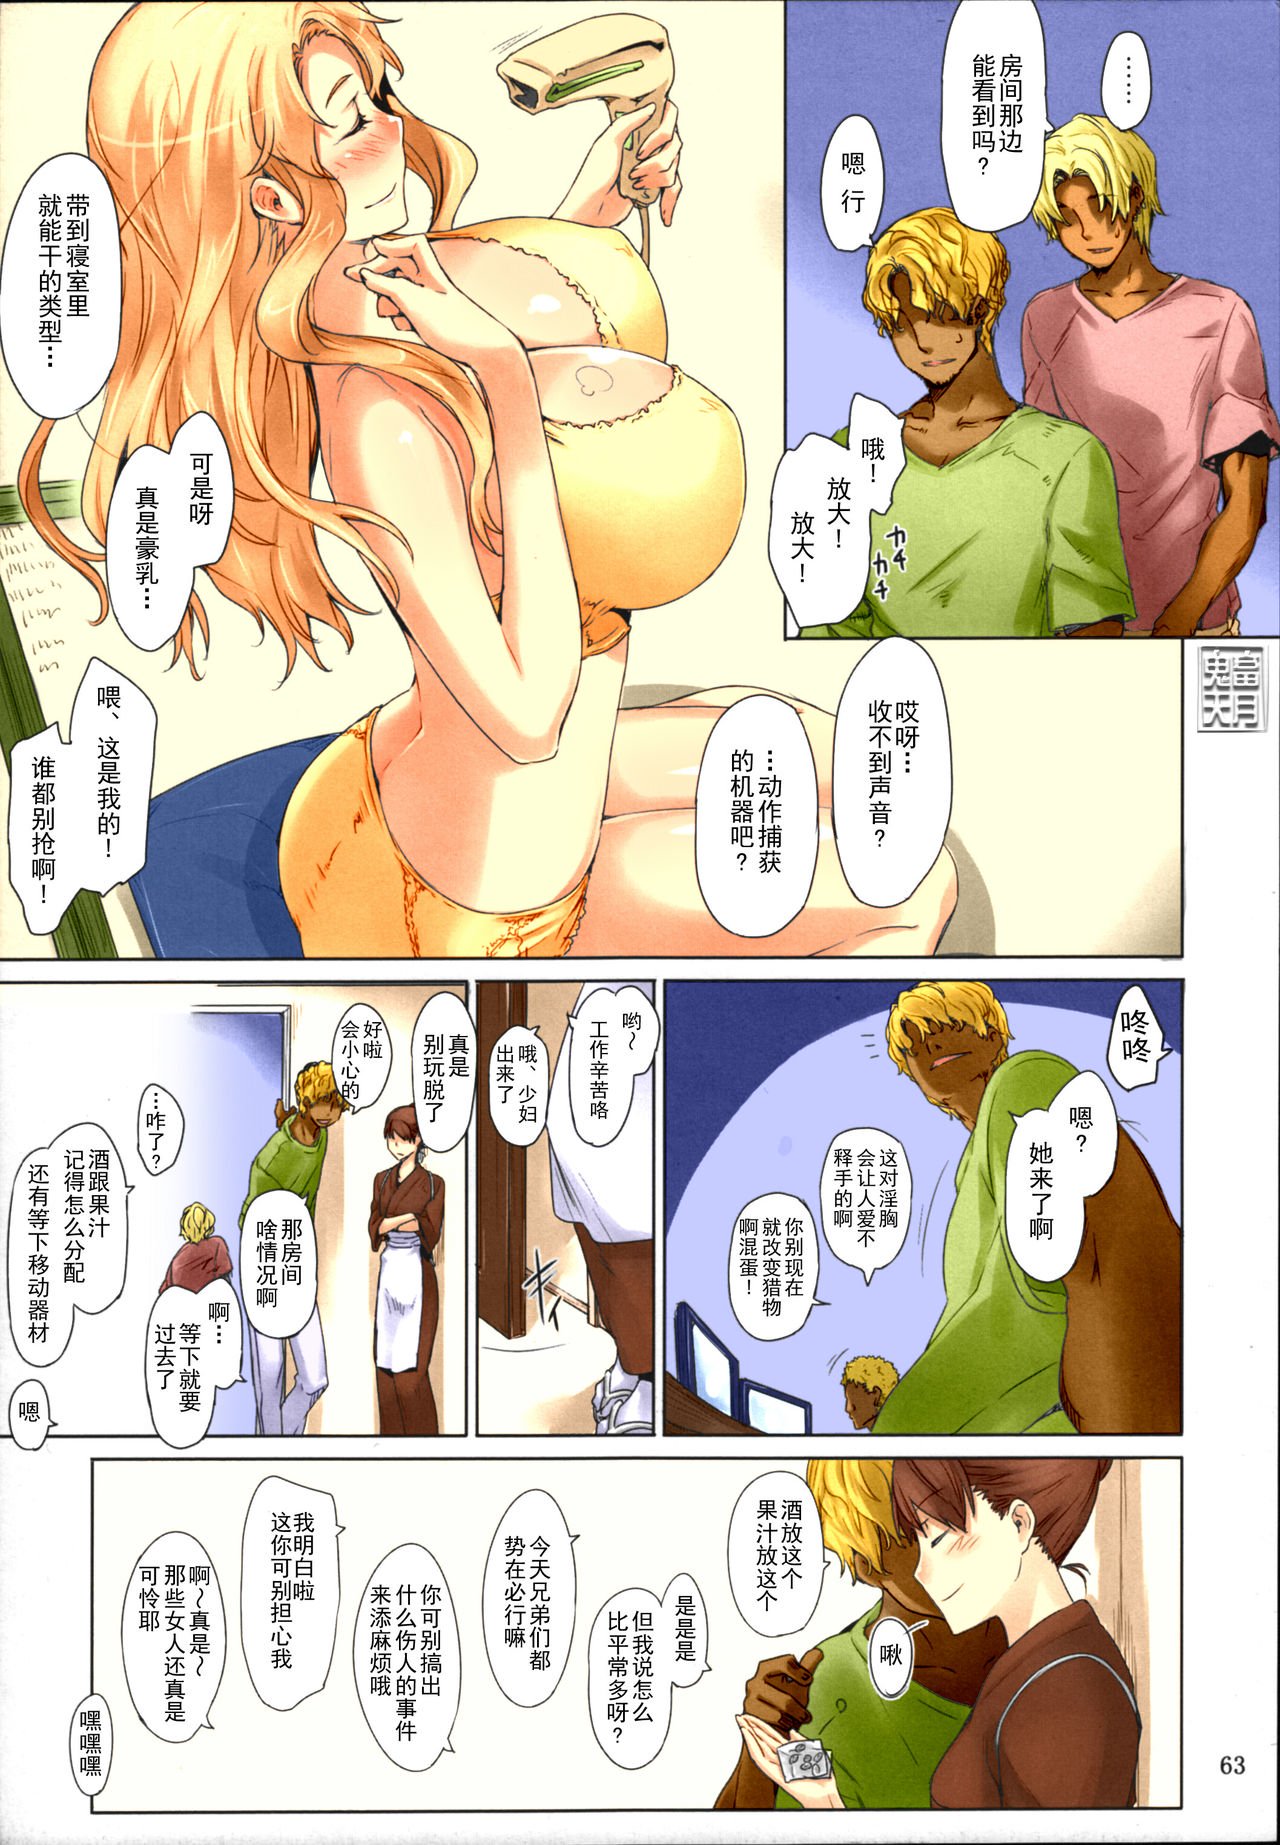 ……
房间那边
能看到吗?
嗯 行
哦!
放大!
放大!
カチ
カチ
带到寝室里
就能干的类型…
可是呀
真是豪乳…
喂、这是我的!
谁都别抢啊!
哎呀…
收不到声音?
…动作捕获
的机器吧?
鬼畜
天月
咚咚
嗯?
她来了啊
这对淫胸
会让人爱不
释手的啊
你别现在
就改变猎物
啊混蛋!
哟~
工作辛苦咯
哦、少妇
出来了
真是
别玩脱了
好啦
会小心的
那房间
啥情况啊
…咋了?
啊…
等下就要
过去了
酒跟果汁
记得怎么分配
还有等下移动器材
嗯
酒放这个
果汁放这个
啾
是是是
但我说怎么
比平常多呀?
今天兄弟们都
势在必行嘛
你可别搞出
什么伤人的事件
来添麻烦哦
我明白啦
这你可别担心我
啊~真是~
那些女人还真是
可怜耶
嘿嘿嘿
63